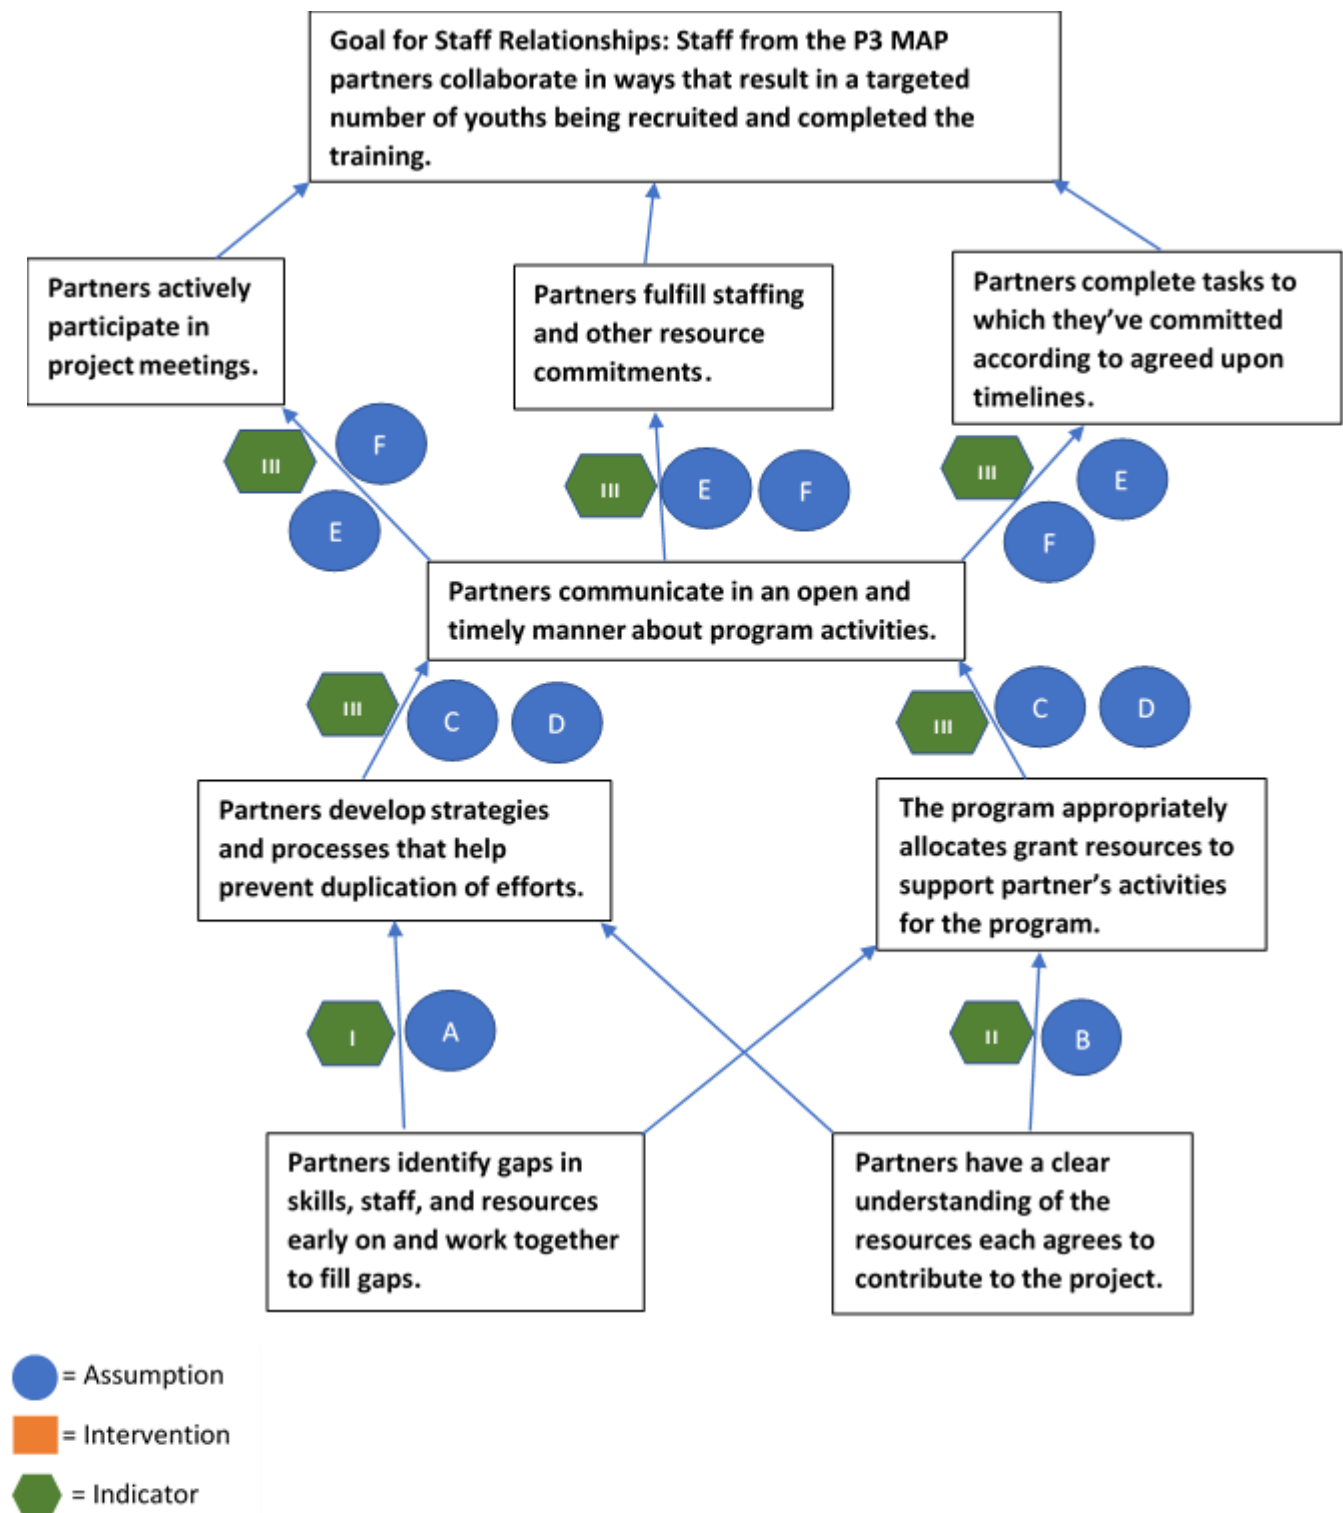 Goal for Staff Relationships: Staff from the P3 MAP
partners collaborate in ways that result in a targeted
number of youths being recruited and completed the
training.
Partners actively
participate in
project meetings.
Partners fulfill staffing
and other resource
commitments.
Partners complete tasks to
which they've committed
according to agreed upon
timelines.
III
F
E
III
E
F
III
E
F
Partners communicate in an open and
timely manner about program activities.
III
C
D
III
C
D
Partners develop strategies
and processes that help
prevent duplication of efforts.
The program appropriately
allocates grant resources to
support partner's activities
for the program.
I
A
II
B
Partners identify gaps in
skills, staff, and resources
early on and work together
to fill gaps.
Partners have a clear
understanding of the
resources each agrees to
contribute to the project.
= Assumption
= Intervention
= Indicator